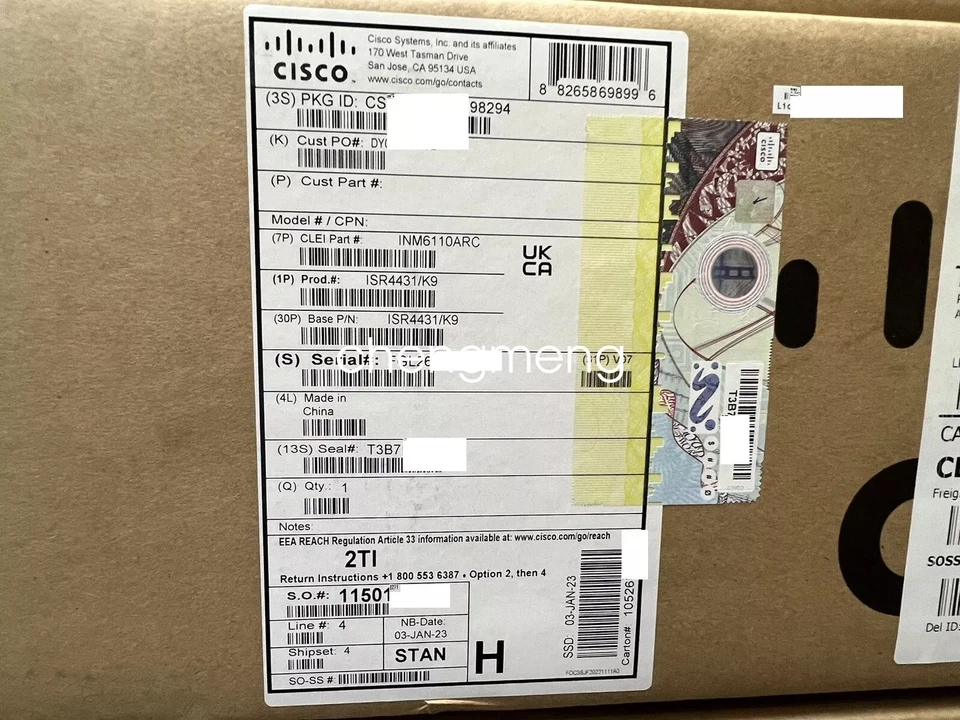 CISCO
Cisco Systems, Inc. and its affiliates
170 West Tasman Drive
San Jose, CA 95134 USA
www.cisco.com/go/contacts
8 82658 69899 6
(3S) PKG ID: CS 98294
(K) Cust PO#:
(P) Cust Part #:
Model # / CPN:
(7P) CLEI Part #: INM6110ARC
UK
CA
(1P) Prod.#: ISR4431/K9
(30P) Base P/N: ISR4431/K9
(S) Serial#:
V07
chengmeng
(4L) Made in
China
(13S) Seal#: T3B7
(Q) Qty.: 1
Notes:
EEA REACH Regulation Article 33 information available at: www.cisco.com/go/reach
2TI
Return Instructions +1 800 553 6387 • Option 2, then 4
S.O.#: 11501
Line #: 4
NB-Date:
03-JAN-23
Shipset: 4
STAN
H
SO-SS #:
SSD: 03-JAN-23
Carton# 10526
CISCO
T3B7
Del ID: